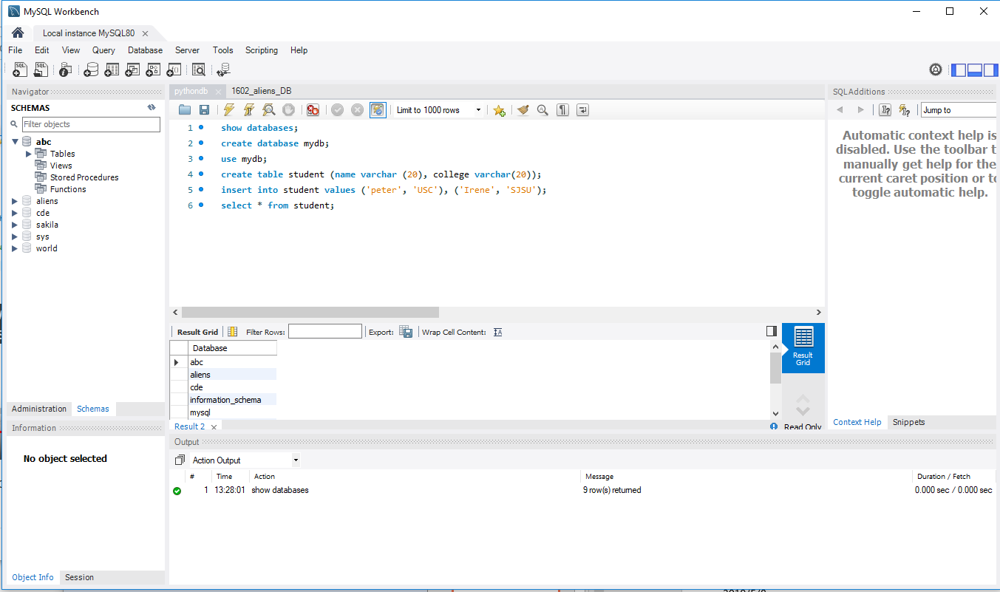 MySQL Workbench
Local instance MySQL80
File Edit View Query Database Server Tools Scripting Help
Navigator
SCHEMAS
Filter objects
abc
Tables
Views
Stored Procedures
Functions
aliens
cde
sakila
sys
world
Administration Schemas
Information
No object selected
Object Info Session
pythondb 1602_aliens_DB
Limit to 1000 rows
1 show databases;
2 create database mydb;
3 use mydb;
4 create table student (name varchar (20), college varchar(20));
5 insert into student values ('peter', 'USC'), ('Irene', 'SJSU');
6 select * from student;
Result Grid Filter Rows: Export: Wrap Cell Content:
Database
abc
aliens
cde
information_schema
mysql
Result Grid
Result 2 Read Only
Output
Action Output
# Time Action Message Duration / Fetch
1 13:28:01 show databases 9 row(s) returned 0.000 sec / 0.000 sec
SQLAdditions
Jump to
Automatic context help is
disabled. Use the toolbar t
manually get help for the
current caret position or to
toggle automatic help.
Context Help Snippets